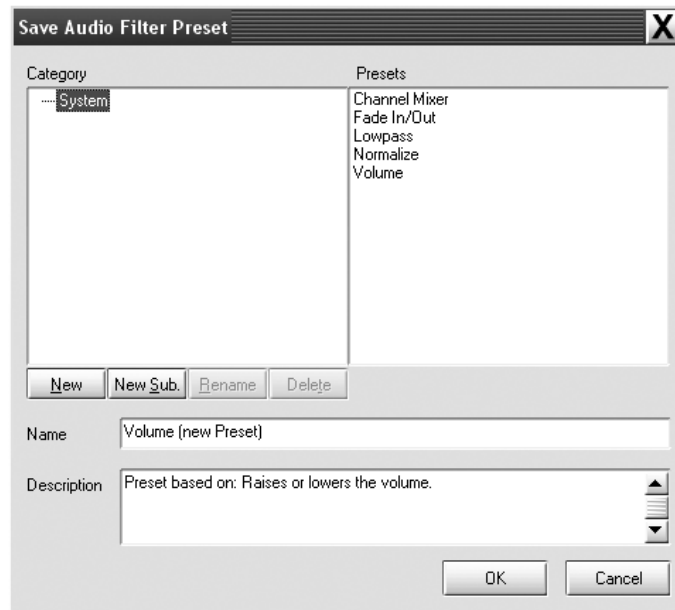 Save Audio Filter Preset
X
Category
Presets
System
Channel Mixer
Fade In/Out
Lowpass
Normalize
Volume
New
New Sub.
Rename
Delete
Name
Volume (new Preset)
Description
Preset based on: Raises or lowers the volume.
OK
Cancel